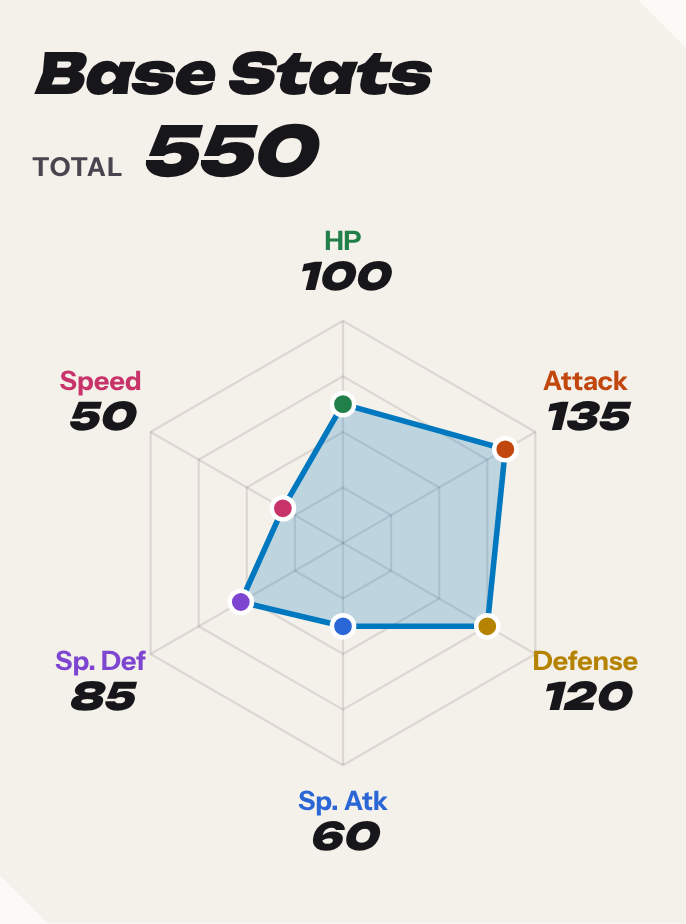 Base Stats
TOTAL 550
HP
100
Attack
135
Defense
120
Sp. Atk
60
Sp. Def
85
Speed
50